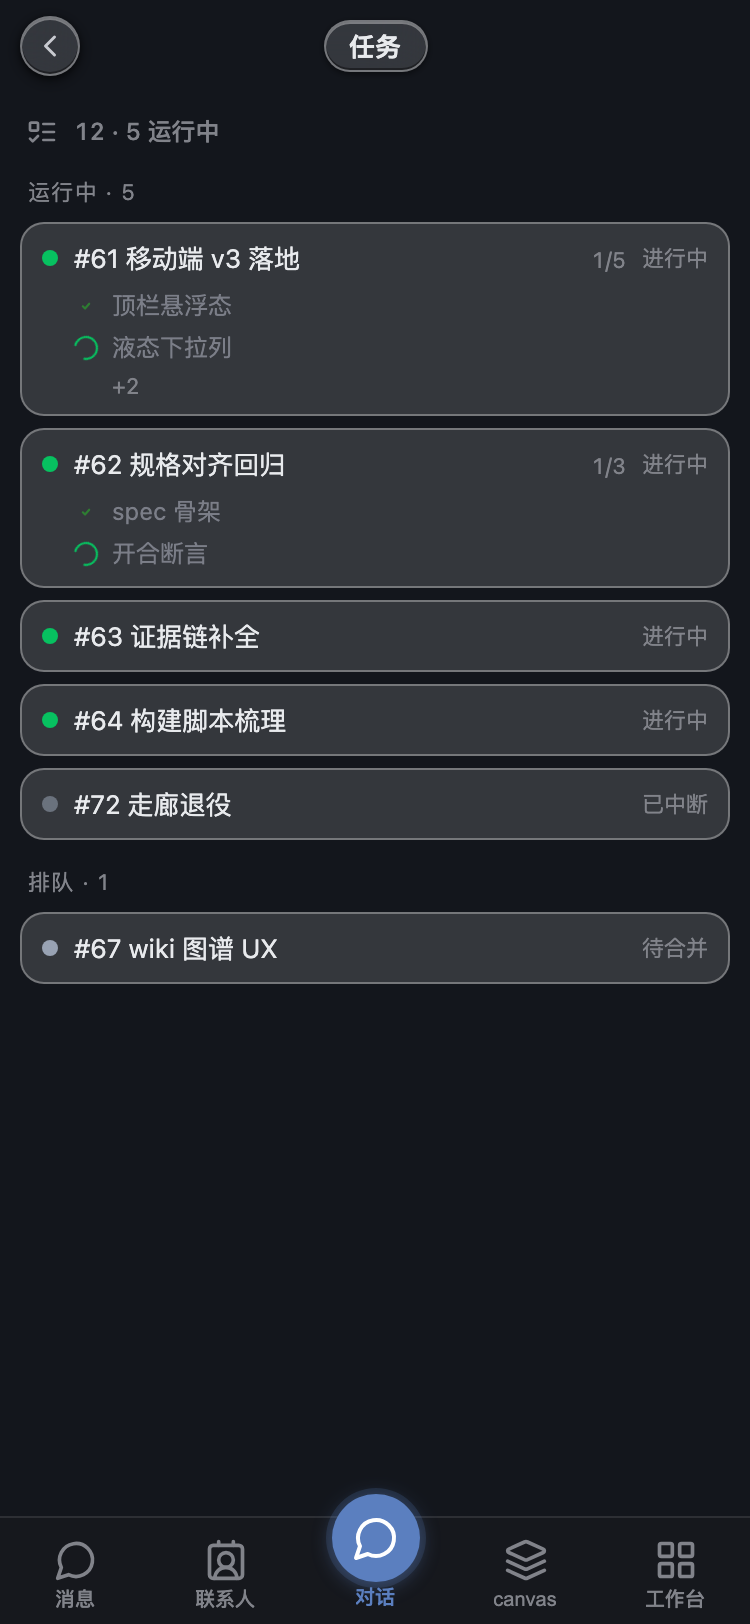 任务
12 · 5 运行中
运行中 · 5
#61 移动端 v3 落地 1/5 进行中
顶栏悬浮态
液态下拉列
+2
#62 规格对齐回归 1/3 进行中
spec 骨架
开合断言
#63 证据链补全 进行中
#64 构建脚本梳理 进行中
#72 走廊退役 已中断
排队 · 1
#67 wiki 图谱 UX 待合并
消息 联系人 对话 canvas 工作台